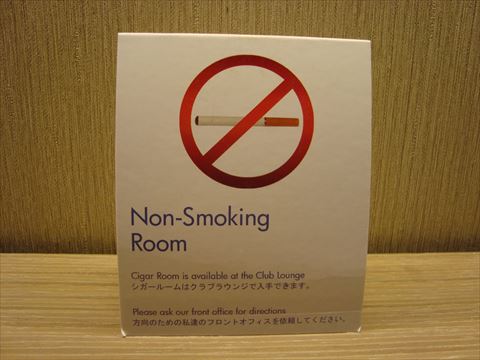 Non-Smoking
Room
Cigar Room is available at the Club Lounge
シガールームはクラブラウンジで入手できます。
Please ask our front office for directions
方向のための私達のフロントオフィスを依頼してください。